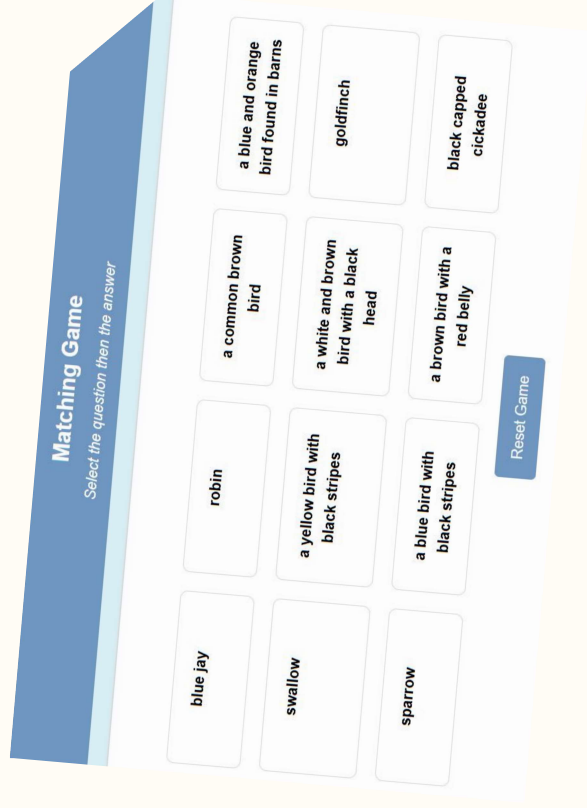 Matching Game
Select the question then the answer
blue jay
robin
a common brown
bird
a blue and orange
bird found in barns
swallow
a yellow bird with
black stripes
a white and brown
bird with a black
head
goldfinch
sparrow
a blue bird with
black stripes
a brown bird with a
red belly
black capped
cickadee
Reset Game